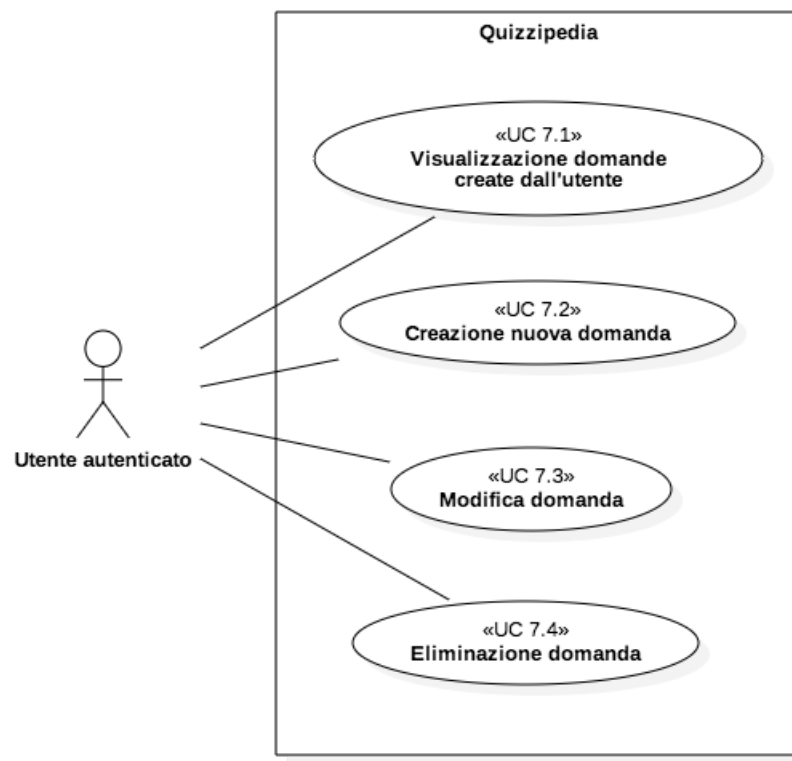 Quizzipedia
«UC 7.1»
Visualizzazione domande
create dall'utente
«UC 7.2»
Creazione nuova domanda
Utente autenticato
«UC 7.3»
Modifica domanda
«UC 7.4»
Eliminazione domanda